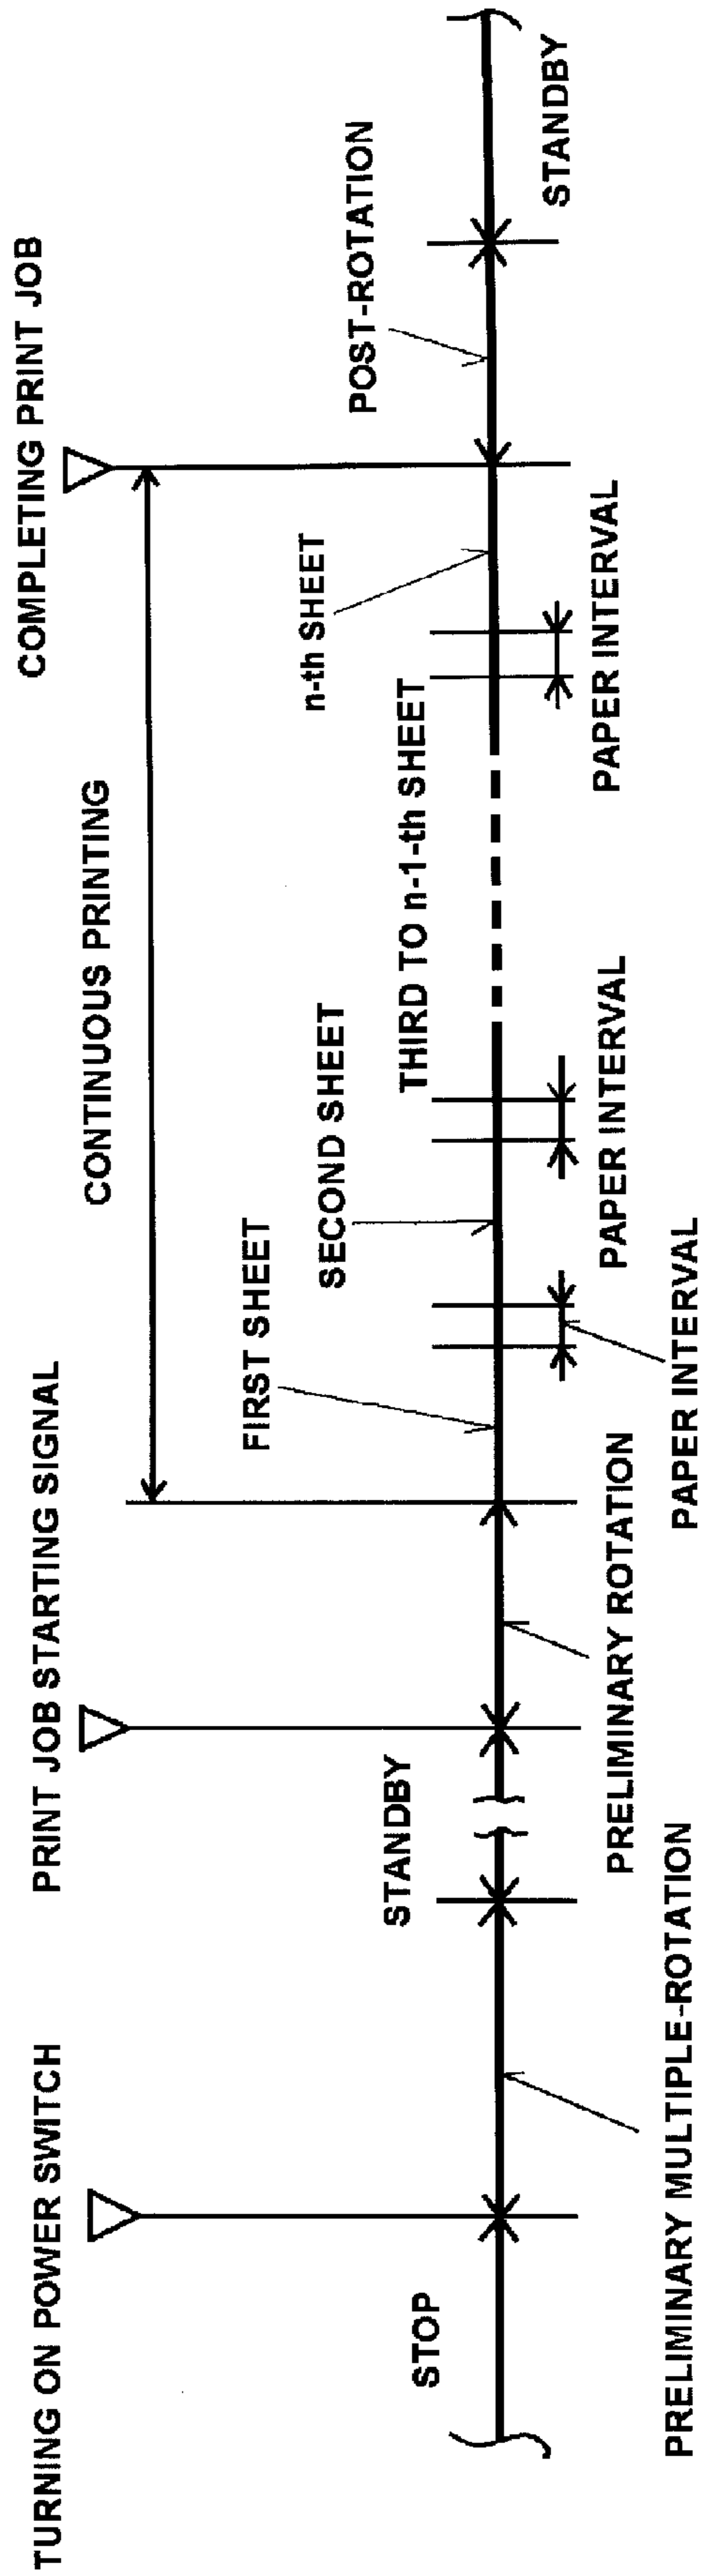 TURNING ON POWER SWITCH
PRINT JOB STARTING SIGNAL
COMPLETING PRINT JOB
CONTINUOUS PRINTING
FIRST SHEET
SECOND SHEET
n-th SHEET
POST-ROTATION
STOP
STANDBY
THIRD TO n-1-th SHEET
STANDBY
PRELIMINARY MULTIPLE-ROTATION
PRELIMINARY ROTATION
PAPER INTERVAL
PAPER INTERVAL
PAPER INTERVAL